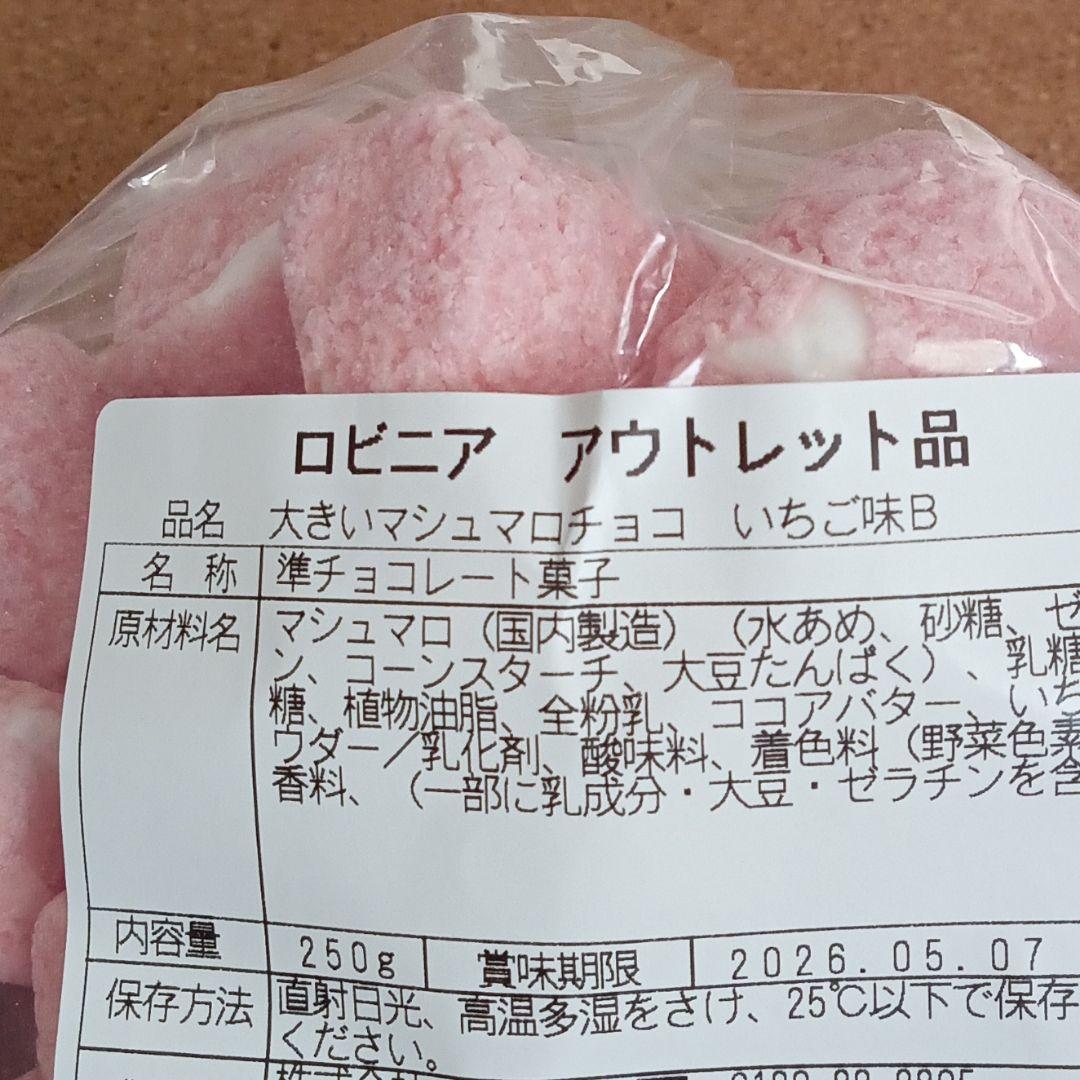 ロビニア　アウトレット品
品名　大きいマシュマロチョコ　いちご味B
名 称　準チョコレート菓子
原材料名　マシュマロ（国内製造）（水あめ、砂糖、ゼ
ン、コーンスターチ、大豆たんぱく）、乳糖
糖、植物油脂、全粉乳、ココアバター、いち
ウダー／乳化剤、酸味料、着色料（野菜色素
香料、（一部に乳成分・大豆・ゼラチンを含
内容量　250g　賞味期限　2026.05.07
保存方法　直射日光、高温多湿をさけ、25℃以下で保存
ください。